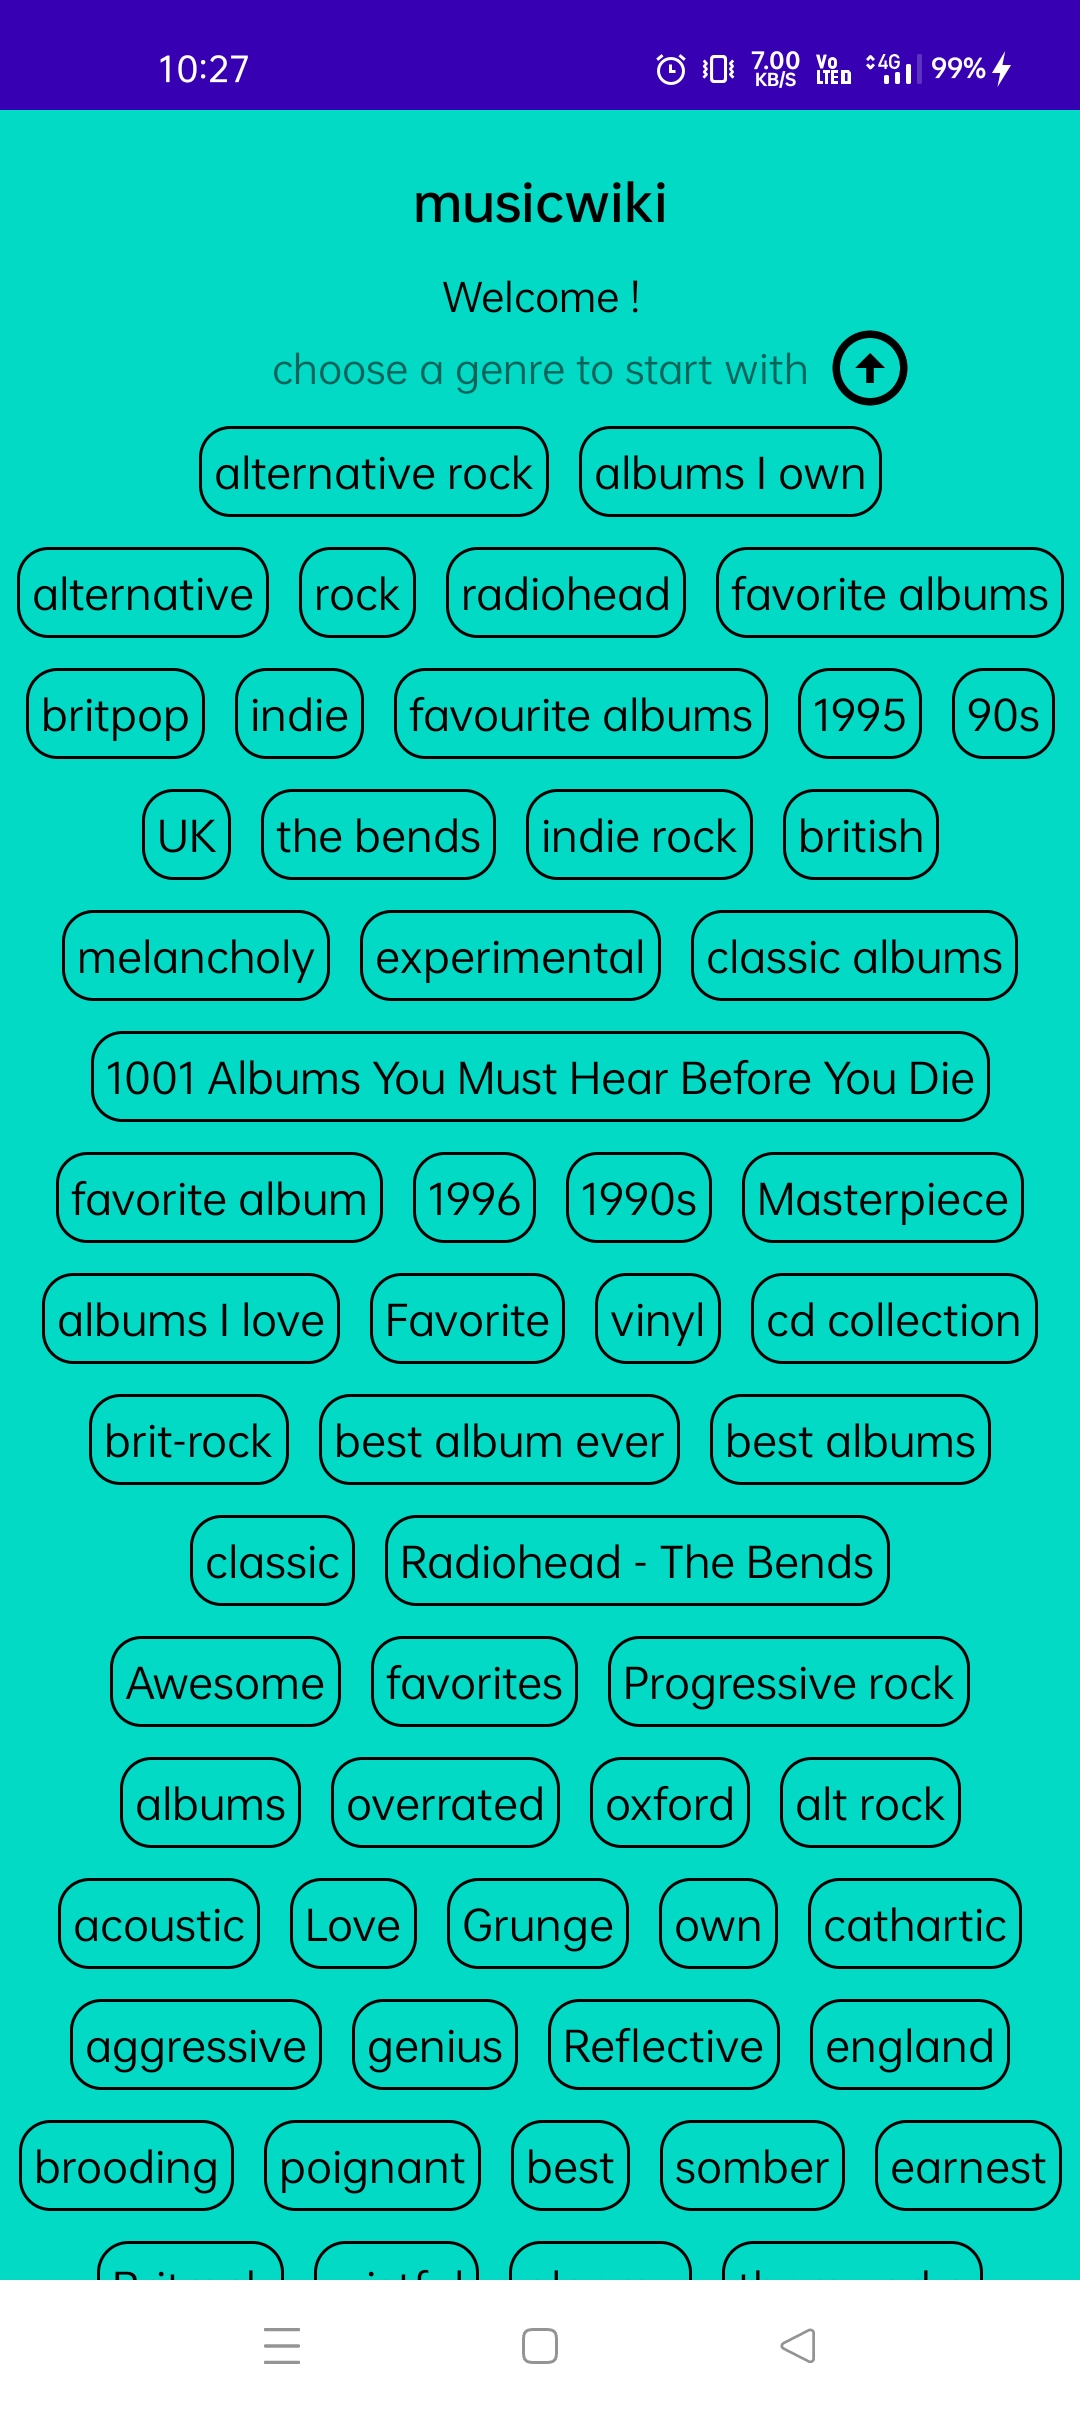 10:27 7.00 KB/S Vo LTE 4G 99%
musicwiki
Welcome !
choose a genre to start with
alternative rock albums I own
alternative rock radiohead favorite albums
britpop indie favourite albums 1995 90s
UK the bends indie rock british
melancholy experimental classic albums
1001 Albums You Must Hear Before You Die
favorite album 1996 1990s Masterpiece
albums I love Favorite vinyl cd collection
brit-rock best album ever best albums
classic Radiohead - The Bends
Awesome favorites Progressive rock
albums overrated oxford alt rock
acoustic Love Grunge own cathartic
aggressive genius Reflective england
brooding poignant best somber earnest